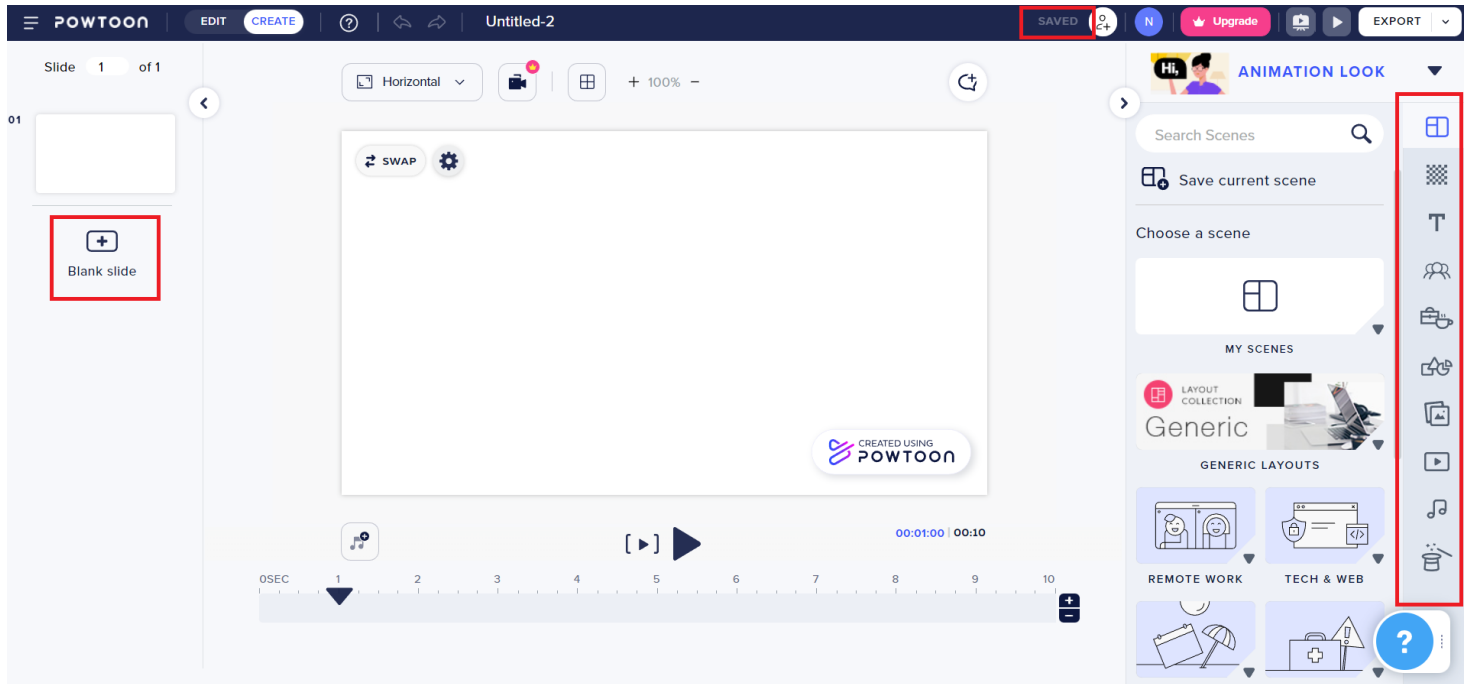 POWTOON
EDIT
CREATE
?
Untitled-2
SAVED
N
Upgrade
EXPORT
Slide 1 of 1
Horizontal
+ 100% -
Hi,
ANIMATION LOOK
01
SWAP
Search Scenes
Save current scene
Choose a scene
Blank slide
MY SCENES
LAYOUT
COLLECTION
Generic
GENERIC LAYOUTS
CREATED USING
POWTOON
00:01:00 | 00:10
0SEC 1 2 3 4 5 6 7 8 9 10
REMOTE WORK
TECH & WEB
?